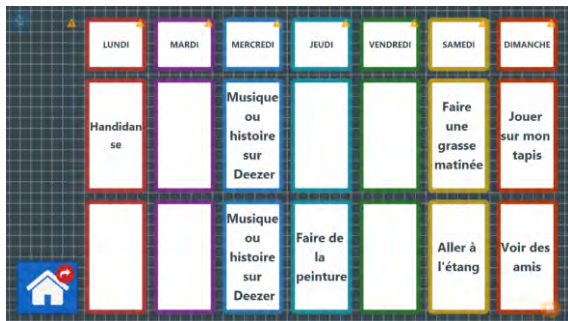 LUNDI MARDI MERCREDI JEUDI VENDREDI SAMEDI DIMANCHE
Handidan
se
Musique
ou
histoire
sur
Deezer
Faire
une
grasse
matinée
Jouer
sur mon
tapis
Musique
ou
histoire
sur
Deezer
Faire de
la
peinture
Aller à
l'étang
Voir des
amis